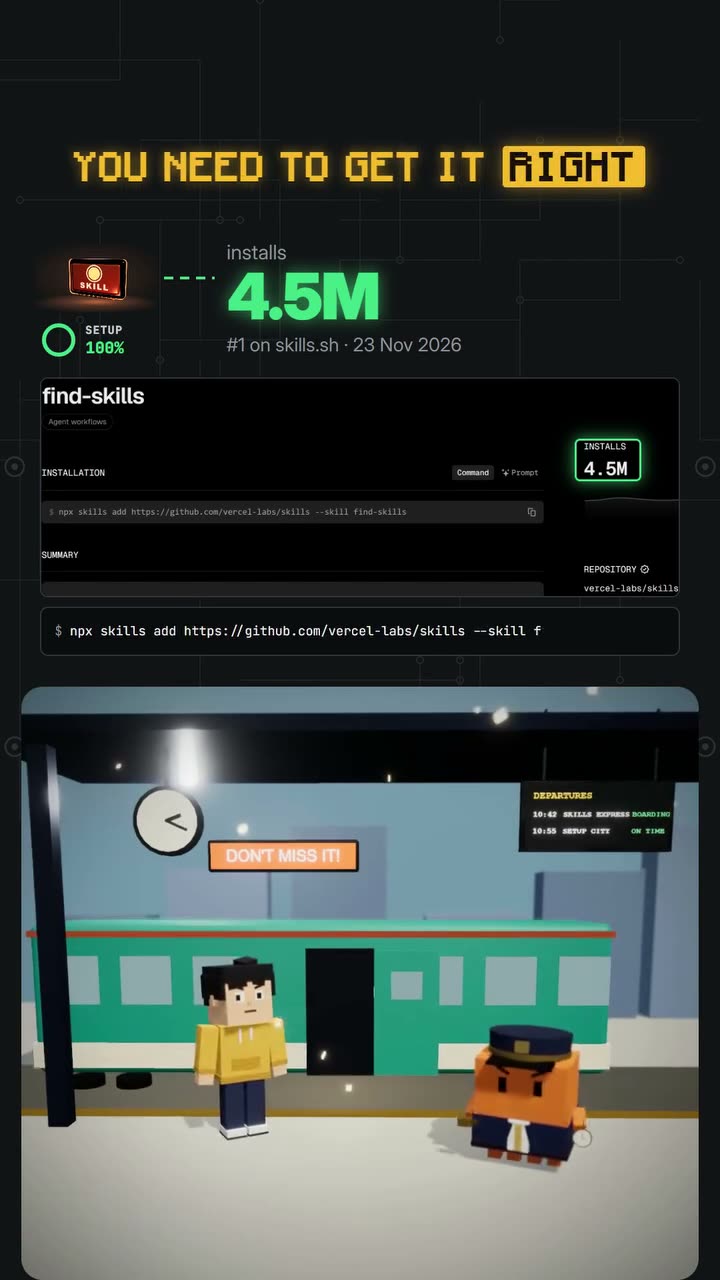 YOU NEED TO GET IT RIGHT
SKILL
SETUP
100%
installs
4.5M
#1 on skills.sh · 23 Nov 2026
find-skills
Agent workflows
INSTALLATION
Command
Prompt
INSTALLS
4.5M
$ npx skills add https://github.com/vercel-labs/skills --skill find-skills
SUMMARY
REPOSITORY
vercel-labs/skills
$ npx skills add https://github.com/vercel-labs/skills --skill f
DEPARTURES
10:42 SKILLS EXPRESS BOARDING
10:55 SETUP CITY ON TIME
DON'T MISS IT!